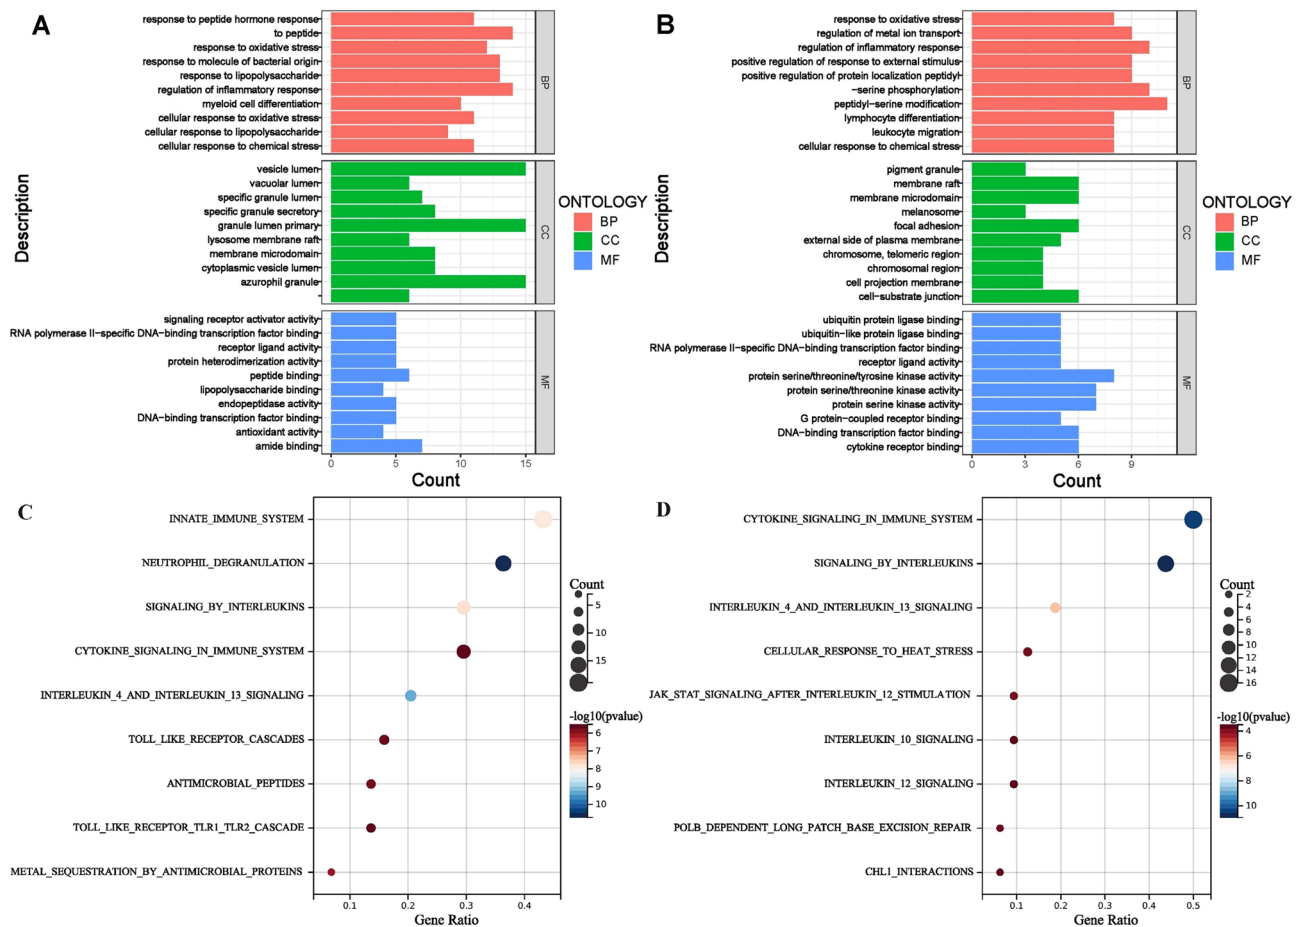 A
response to peptide hormone response
to peptide
response to oxidative stress
response to molecule of bacterial origin
response to lipopolysaccharide
regulation of inflammatory response
myeloid cell differentiation
cellular response to oxidative stress
cellular response to lipopolysaccharide
cellular response to chemical stress
BP
vesicle lumen
vacuolar lumen
specific granule lumen
specific granule secretory
granule lumen primary
lysosome membrane raft
membrane microdomain
cytoplasmic vesicle lumen
azurophil granule
CC
signaling receptor activator activity
RNA polymerase II-specific DNA-binding transcription factor binding
receptor ligand activity
protein heterodimerization activity
peptide binding
lipopolysaccharide binding
endopeptidase activity
DNA-binding transcription factor binding
antioxidant activity
amide binding
MF
0 5 10 15
Count
Description
ONTOLOGY
BP
CC
MF
B
response to oxidative stress
regulation of metal ion transport
regulation of inflammatory response
positive regulation of response to external stimulus
positive regulation of protein localization peptidyl
-serine phosphorylation
peptidyl-serine modification
lymphocyte differentiation
leukocyte migration
cellular response to chemical stress
BP
pigment granule
membrane raft
membrane microdomain
melanosome
focal adhesion
external side of plasma membrane
chromosome, telomeric region
chromosomal region
cell projection membrane
cell-substrate junction
CC
ubiquitin protein ligase binding
ubiquitin-like protein ligase binding
RNA polymerase II-specific DNA-binding transcription factor binding
receptor ligand activity
protein serine/threonine/tyrosine kinase activity
protein serine/threonine kinase activity
protein serine kinase activity
G protein-coupled receptor binding
DNA-binding transcription factor binding
cytokine receptor binding
MF
0 3 6 9
Count
Description
ONTOLOGY
BP
CC
MF
C
INNATE_IMMUNE_SYSTEM
NEUTROPHIL_DEGRANULATION
SIGNALING_BY_INTERLEUKINS
CYTOKINE_SIGNALING_IN_IMMUNE_SYSTEM
INTERLEUKIN_4_AND_INTERLEUKIN_13_SIGNALING
TOLL_LIKE_RECEPTOR_CASCADES
ANTIMICROBIAL_PEPTIDES
TOLL_LIKE_RECEPTOR_TLR1_TLR2_CASCADE
METAL_SEQUESTRATION_BY_ANTIMICROBIAL_PROTEINS
0.1 0.2 0.3 0.4
Gene Ratio
Count
5
10
15
-log10(pvalue)
6
7
8
9
10
D
CYTOKINE_SIGNALING_IN_IMMUNE_SYSTEM
SIGNALING_BY_INTERLEUKINS
INTERLEUKIN_4_AND_INTERLEUKIN_13_SIGNALING
CELLULAR_RESPONSE_TO_HEAT_STRESS
JAK_STAT_SIGNALING_AFTER_INTERLEUKIN_12_STIMULATION
INTERLEUKIN_10_SIGNALING
INTERLEUKIN_12_SIGNALING
POLB_DEPENDENT_LONG_PATCH_BASE_EXCISION_REPAIR
CHL1_INTERACTIONS
0.1 0.2 0.3 0.4 0.5
Gene Ratio
Count
2
4
6
8
10
12
14
16
-log10(pvalue)
4
6
8
10